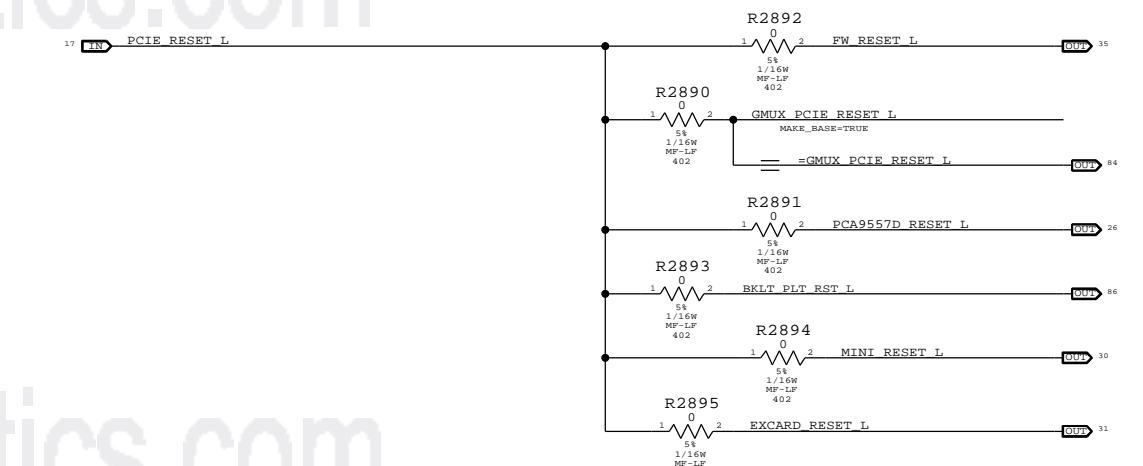 tics.com
R2892
0
17 IN PCIE_RESET_L
1 2 FW_RESET_L OUT 35
5%
1/16W
MF-LF
402
R2890
0
1 2 GMUX_PCIE_RESET_L
MAKE_BASE=TRUE
5%
1/16W
MF-LF
402
=GMUX_PCIE_RESET_L OUT 84
R2891
0
1 2 PCA9557D_RESET_L OUT 26
5%
1/16W
MF-LF
402
R2893
0
1 2 BKLT_PLT_RST_L OUT 86
5%
1/16W
MF-LF
402
R2894
0
1 2 MINI_RESET_L OUT 30
5%
1/16W
MF-LF
402
R2895
0
1 2 EXCARD_RESET_L OUT 31
5%
1/16W
MF-LF
tics.com